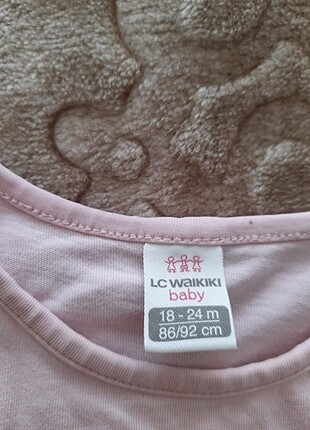 LC WAIKIKI
baby
18 - 24 m
86/92 cm